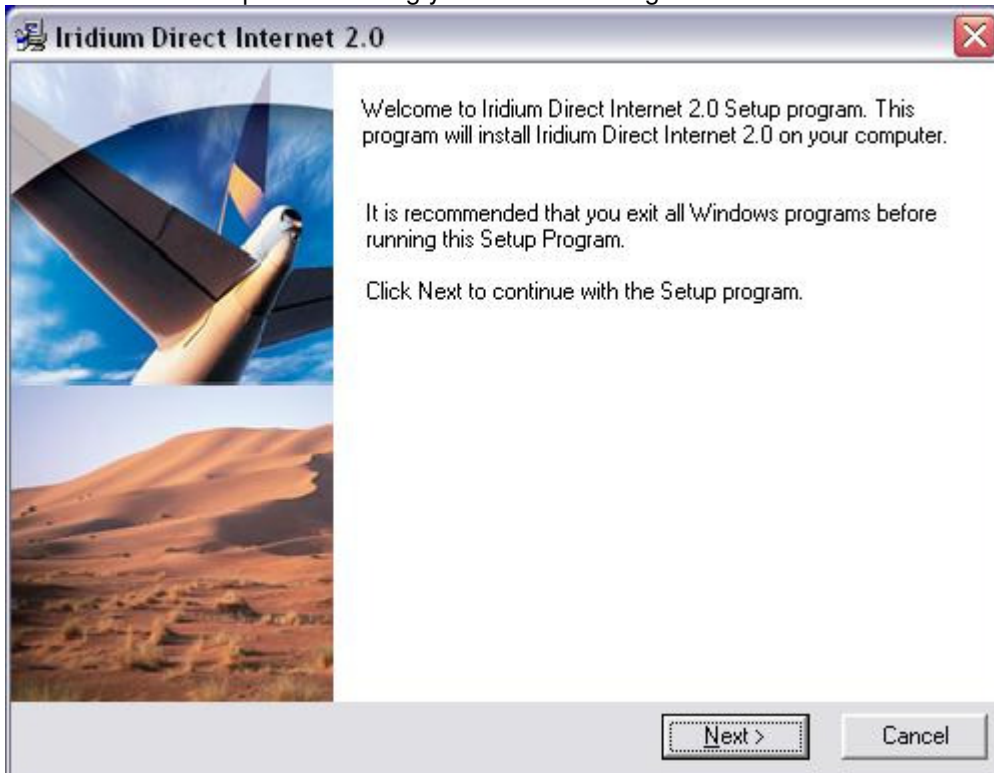 Iridium Direct Internet 2.0
Welcome to Iridium Direct Internet 2.0 Setup program. This
program will install Iridium Direct Internet 2.0 on your computer.
It is recommended that you exit all Windows programs before
running this Setup Program.
Click Next to continue with the Setup program.
Next >
Cancel